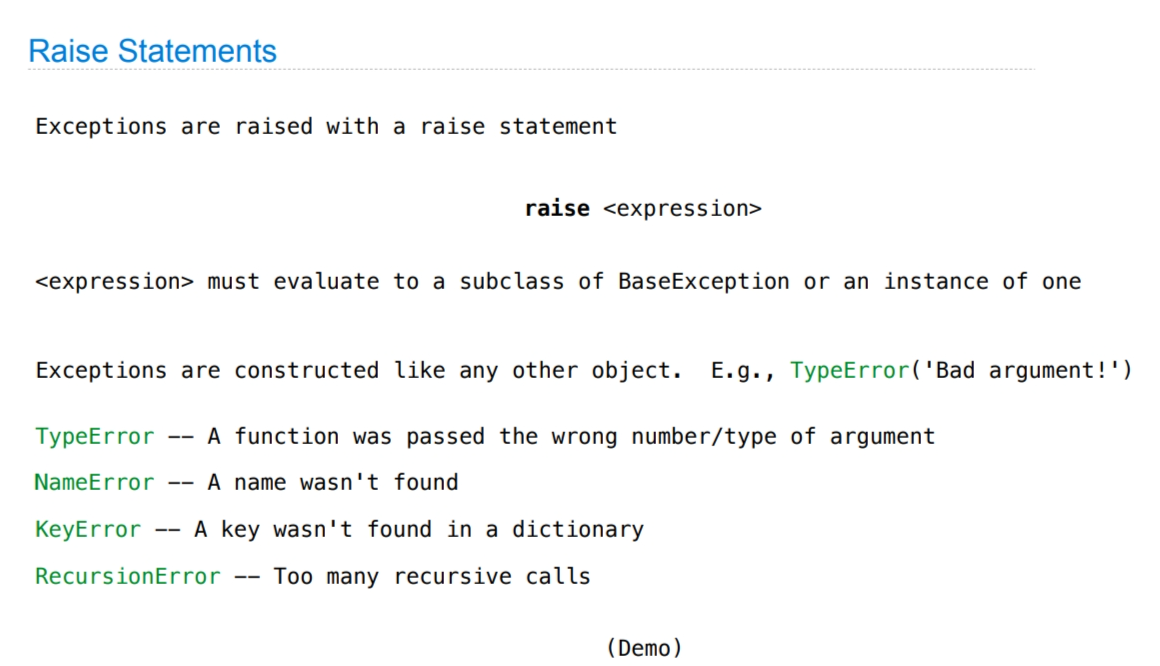 Raise Statements
Exceptions are raised with a raise statement
raise <expression>
<expression> must evaluate to a subclass of BaseException or an instance of one
Exceptions are constructed like any other object.  E.g., TypeError('Bad argument!')
TypeError -- A function was passed the wrong number/type of argument
NameError -- A name wasn't found
KeyError -- A key wasn't found in a dictionary
RecursionError -- Too many recursive calls
(Demo)